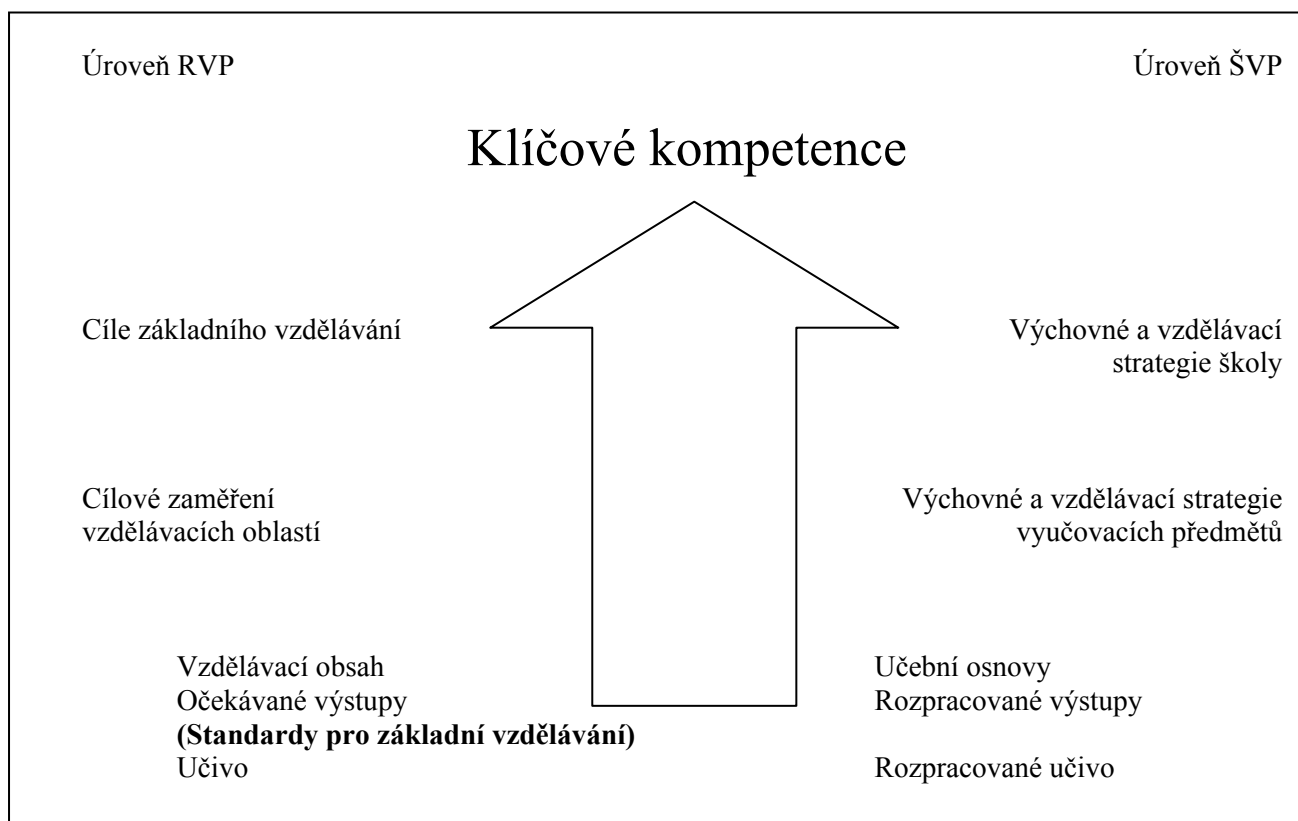 Úroveň RVP
Úroveň ŠVP
Klíčové kompetence
Cíle základního vzdělávání
Výchovné a vzdělávací
strategie školy
Cílové zaměření
vzdělávacích oblastí
Výchovné a vzdělávací strategie
vyučovacích předmětů
Vzdělávací obsah
Očekávané výstupy
(Standardy pro základní vzdělávání)
Učivo
Učební osnovy
Rozpracované výstupy
Rozpracované učivo